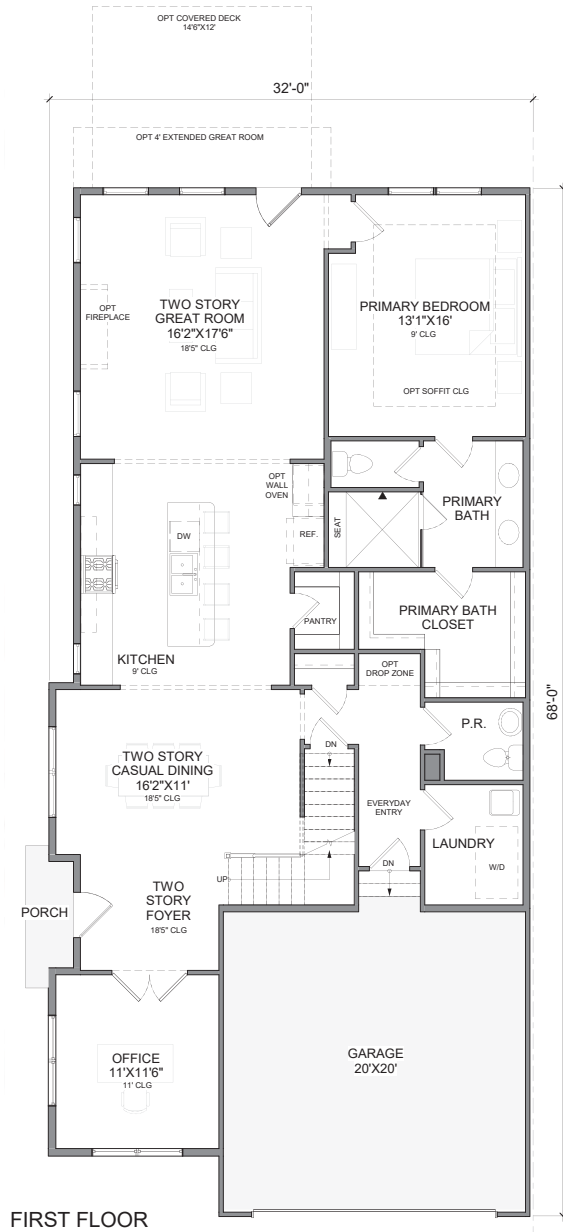 OPT COVERED DECK
14'6"X12'
32'-0"
OPT 4' EXTENDED GREAT ROOM
OPT
FIREPLACE
TWO STORY
GREAT ROOM
16'2"X17'6"
18'5" CLG
PRIMARY BEDROOM
13'1"X16'
9' CLG
OPT SOFFIT CLG
OPT
WALL
OVEN
REF.
DW
SEAT
PRIMARY
BATH
PANTRY
PRIMARY BATH
CLOSET
KITCHEN
9' CLG
OPT
DROP ZONE
68'-0"
P.R.
DN
TWO STORY
CASUAL DINING
16'2"X11'
18'5" CLG
EVERYDAY
ENTRY
LAUNDRY
W/D
DN
UP
TWO
STORY
FOYER
18'5" CLG
PORCH
OFFICE
11'X11'6"
11' CLG
GARAGE
20'X20'
FIRST FLOOR